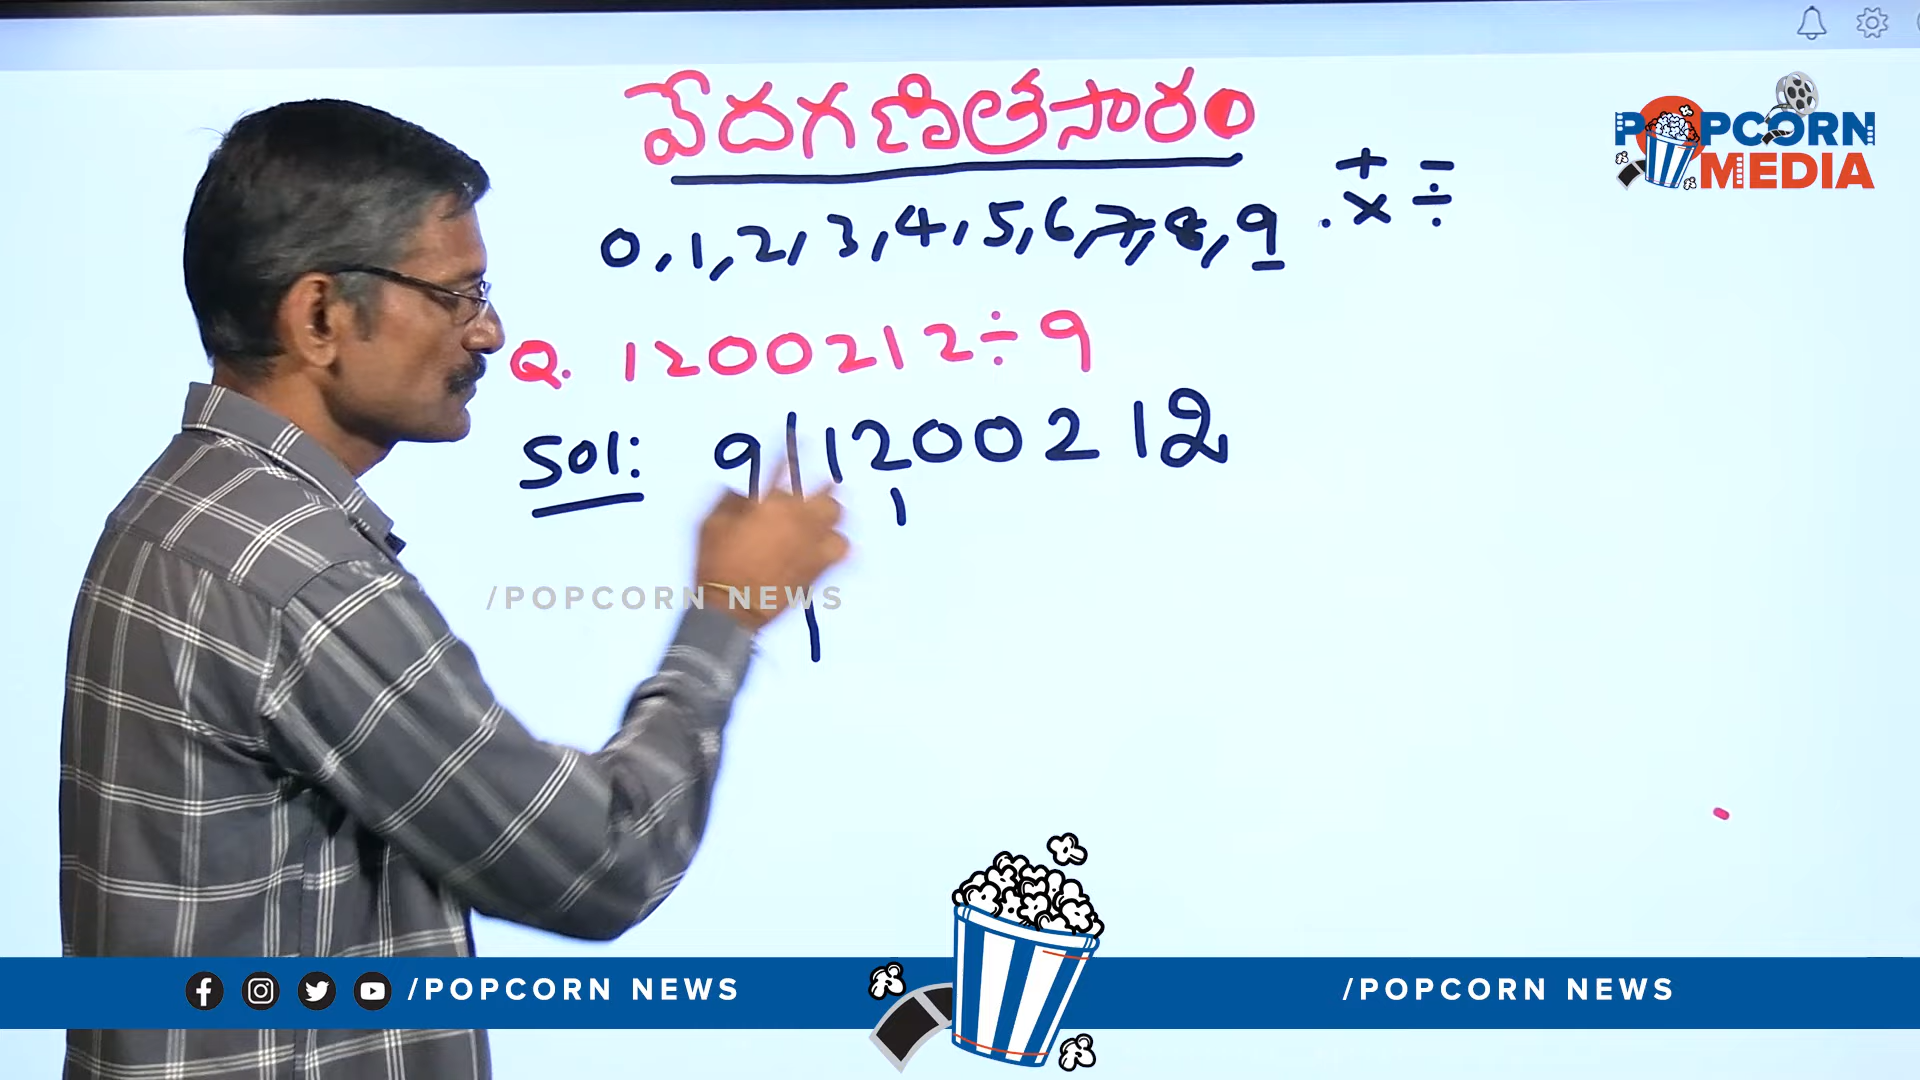 వేదగణితసారం
+ -
. × ÷
0,1,2,3,4,5,6,7,8,9
POPCORN
MEDIA
Q. 1200212÷9
Sol: 9 1200212
1
/POPCORN NEWS
/POPCORN NEWS
/POPCORN NEWS